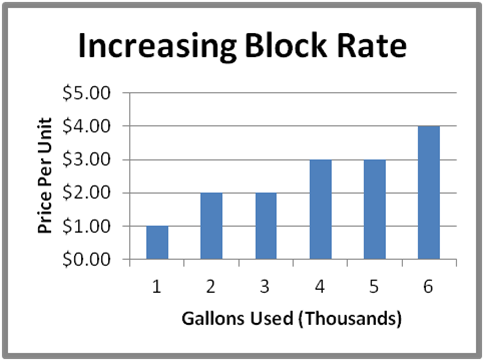 Increasing Block Rate
Price Per Unit
$5.00
$4.00
$3.00
$2.00
$1.00
$0.00
1 2 3 4 5 6
Gallons Used (Thousands)